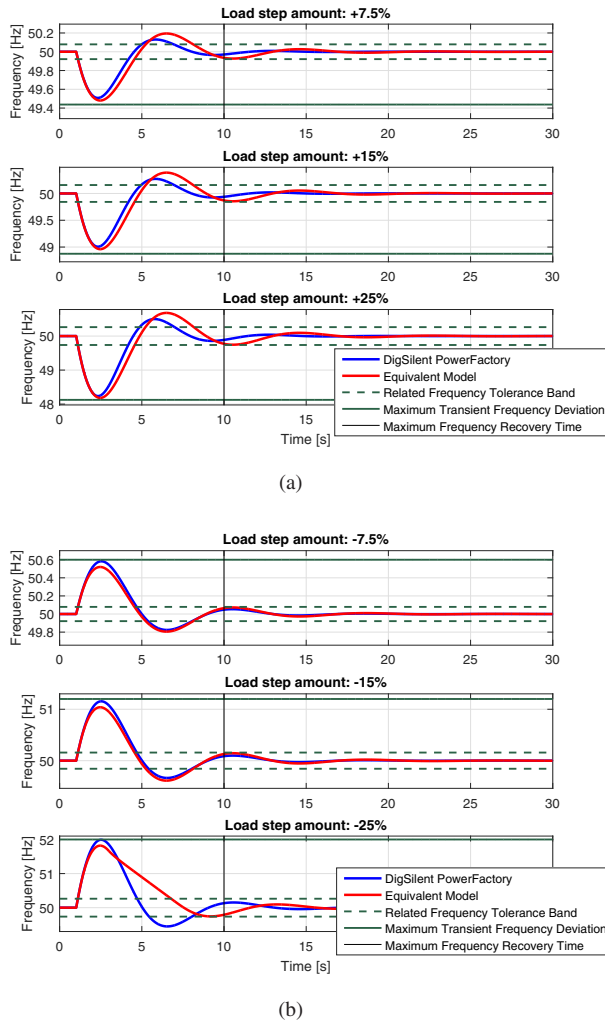 Load step amount: +7.5%
Frequency [Hz]
50.2
50
49.8
49.6
49.4
0 5 10 15 20 25 30
Load step amount: +15%
Frequency [Hz]
50
49.5
49
0 5 10 15 20 25 30
Load step amount: +25%
Frequency [Hz]
50
49
48
0 5 10
Time [s]
DigSilent PowerFactory
Equivalent Model
Related Frequency Tolerance Band
Maximum Transient Frequency Deviation
Maximum Frequency Recovery Time
(a)
Load step amount: -7.5%
Frequency [Hz]
50.6
50.4
50.2
50
49.8
0 5 10 15 20 25 30
Load step amount: -15%
Frequency [Hz]
51
50
0 5 10 15 20 25 30
Load step amount: -25%
Frequency [Hz]
52
51
50
0 5 10
Time [s]
DigSilent PowerFactory
Equivalent Model
Related Frequency Tolerance Band
Maximum Transient Frequency Deviation
Maximum Frequency Recovery Time
(b)